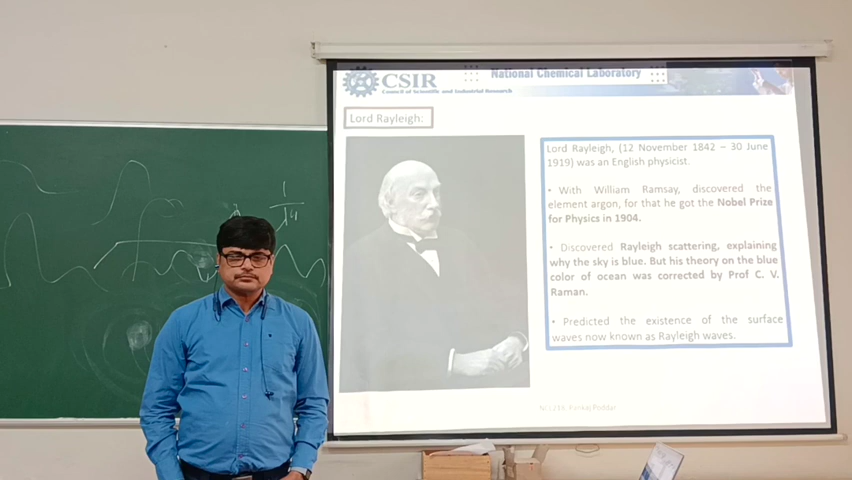 CSIR
Council of Scientific and Industrial Research
National Chemical Laboratory
Lord Rayleigh:
Lord Rayleigh, (12 November 1842 – 30 June
1919) was an English physicist.
• With William Ramsay, discovered the
element argon, for that he got the Nobel Prize
for Physics in 1904.
• Discovered Rayleigh scattering, explaining
why the sky is blue. But his theory on the blue
color of ocean was corrected by Prof C. V.
Raman.
• Predicted the existence of the surface
waves now known as Rayleigh waves.
Pankaj Poddar
1